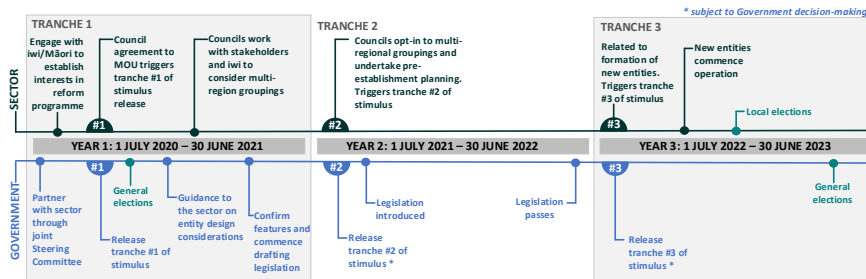 * subject to Government decision-making
TRANCHE 1
Engage with
iwi/Māori to
establish
interests in
reform
programme
Council
agreement to
MOU triggers
tranche #1 of
stimulus
release
Councils work
with stakeholders
and iwi to
consider multi-
region groupings
TRANCHE 2
Councils opt-in to multi-
regional groupings and
undertake pre-
establishment planning.
Triggers tranche #2 of
stimulus
TRANCHE 3
Related to
formation of
new entities.
Triggers tranche
#3 of stimulus
New entities
commence
operation
Local elections
SECTOR
#1
#2
#3
YEAR 1: 1 JULY 2020 – 30 JUNE 2021
YEAR 2: 1 JULY 2021 – 30 JUNE 2022
YEAR 3: 1 JULY 2022 – 30 JUNE 2023
GOVERNMENT
#1
#2
#3
Partner
with sector
through
joint
Steering
Committee
Release
tranche #1 of
stimulus
General
elections
Guidance to
the sector on
entity design
considerations
Confirm
features and
commence
drafting
legislation
Release
tranche #2 of
stimulus *
Legislation
introduced
Legislation
passes
Release
tranche #3 of
stimulus *
General
elections